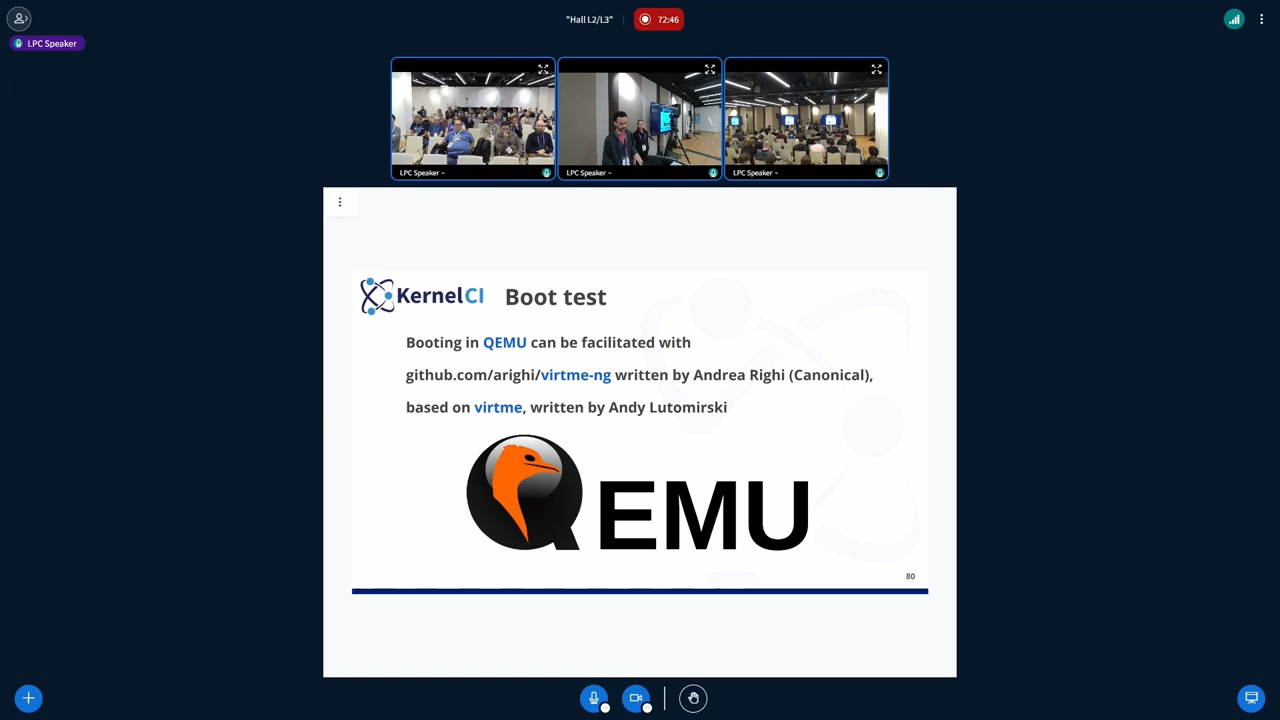 "Hall L2/L3"
72:46
LPC Speaker
LPC Speaker
LPC Speaker
LPC Speaker
KernelCI
Boot test
Booting in QEMU can be facilitated with
github.com/arighi/virtme-ng written by Andrea Righi (Canonical),
based on virtme, written by Andy Lutomirski
QEMU
80